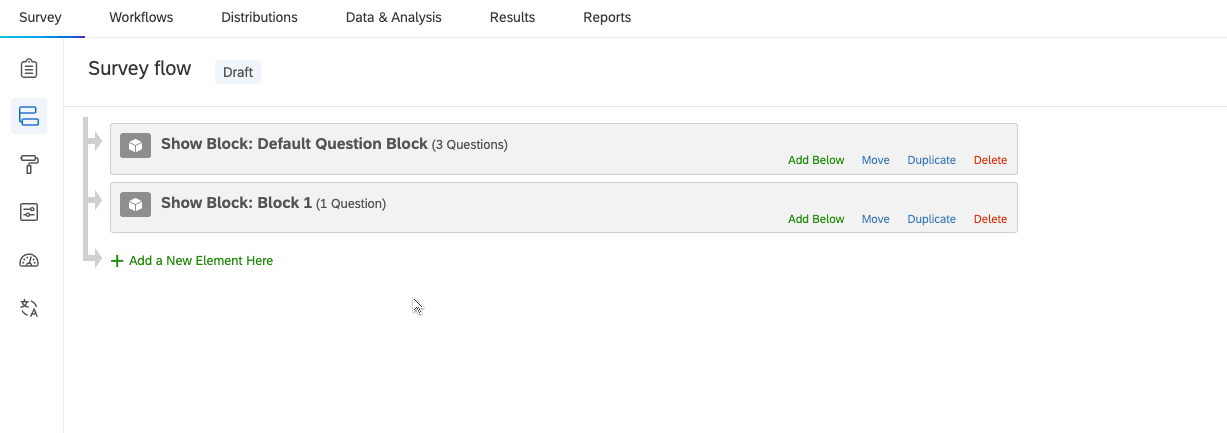 Survey Workflows Distributions Data & Analysis Results Reports
Survey flow Draft
Show Block: Default Question Block (3 Questions)
Add Below Move Duplicate Delete
Show Block: Block 1 (1 Question)
Add Below Move Duplicate Delete
+ Add a New Element Here